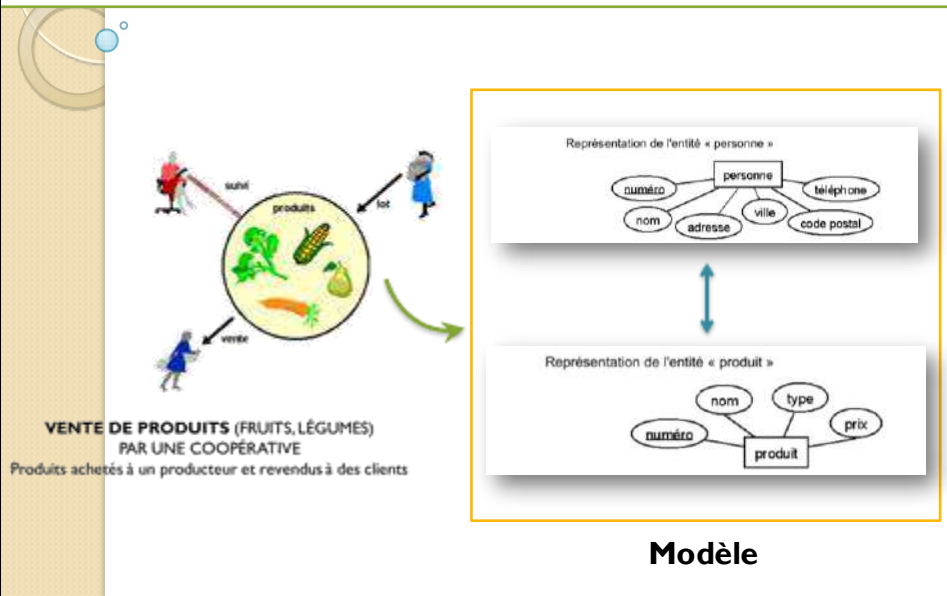 suivi
lot
produits
vente
VENTE DE PRODUITS (FRUITS, LÉGUMES)
PAR UNE COOPÉRATIVE
Produits achetés à un producteur et revendus à des clients
Représentation de l'entité « personne »
personne
numéro
téléphone
nom
adresse
ville
code postal
Représentation de l'entité « produit »
nom
type
numéro
prix
produit
Modèle